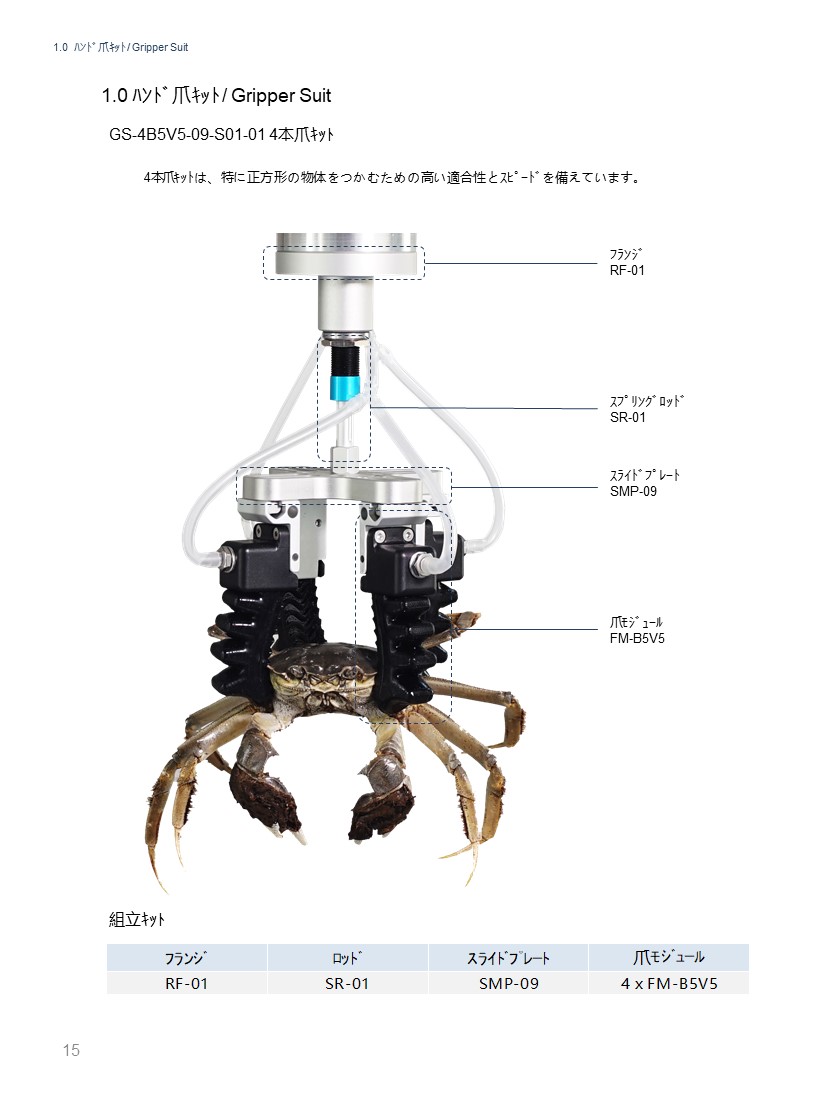 1.0 ﾊﾝﾄﾞ爪ｷｯﾄ/ Gripper Suit
1.0 ﾊﾝﾄﾞ爪ｷｯﾄ/ Gripper Suit
GS-4B5V5-09-S01-01 4本爪ｷｯﾄ
4本爪ｷｯﾄは、特に正方形の物体をつかむための高い適合性とｽﾋﾟｰﾄﾞを備えています。
ﾌﾗﾝｼﾞ
RF-01
ｽﾌﾟﾘﾝｸﾞﾛｯﾄﾞ
SR-01
ｽﾗｲﾄﾞﾌﾟﾚｰﾄ
SMP-09
爪ﾓｼﾞｭｰﾙ
FM-B5V5
組立ｷｯﾄ
ﾌﾗﾝｼﾞ ﾛｯﾄﾞ ｽﾗｲﾄﾞﾌﾟﾚｰﾄ 爪ﾓｼﾞｭｰﾙ
RF-01 SR-01 SMP-09 4 x FM-B5V5
15